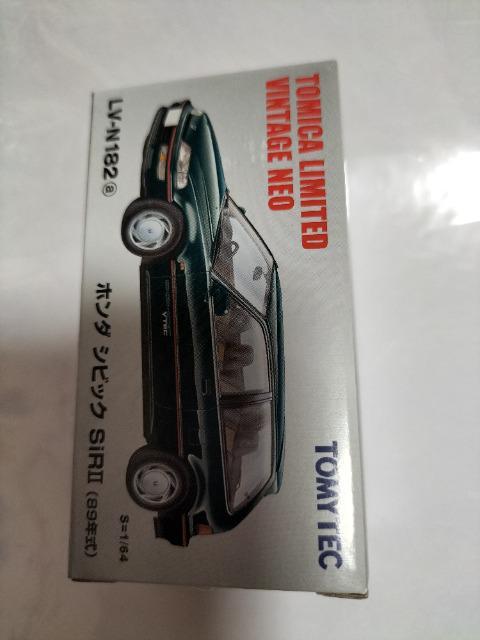 TOMICA LIMITED
VINTAGE NEO
TOMYTEC
VTEC
S=1/64
LV-N182 ⓐ ホンダ シビック SiRⅡ (89年式)